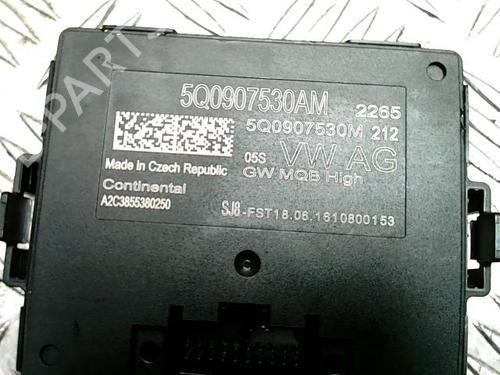 5Q0907530AM 2265
5Q0907530M 212
05S VW AG
Made in Czech Republic GW MQB High
Continental
A2C3855380250 SJ8-FST18.06.1610800153